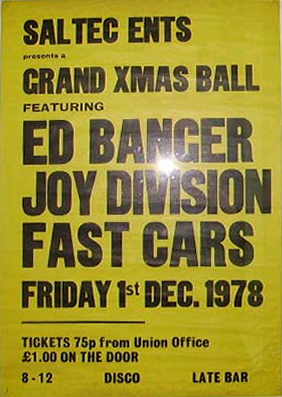 SALTEC ENTS
presents a
GRAND XMAS BALL
FEATURING
ED BANGER
JOY DIVISION
FAST CARS
FRIDAY 1st DEC. 1978
TICKETS 75p from Union Office
£1.00 ON THE DOOR
8-12 DISCO LATE BAR